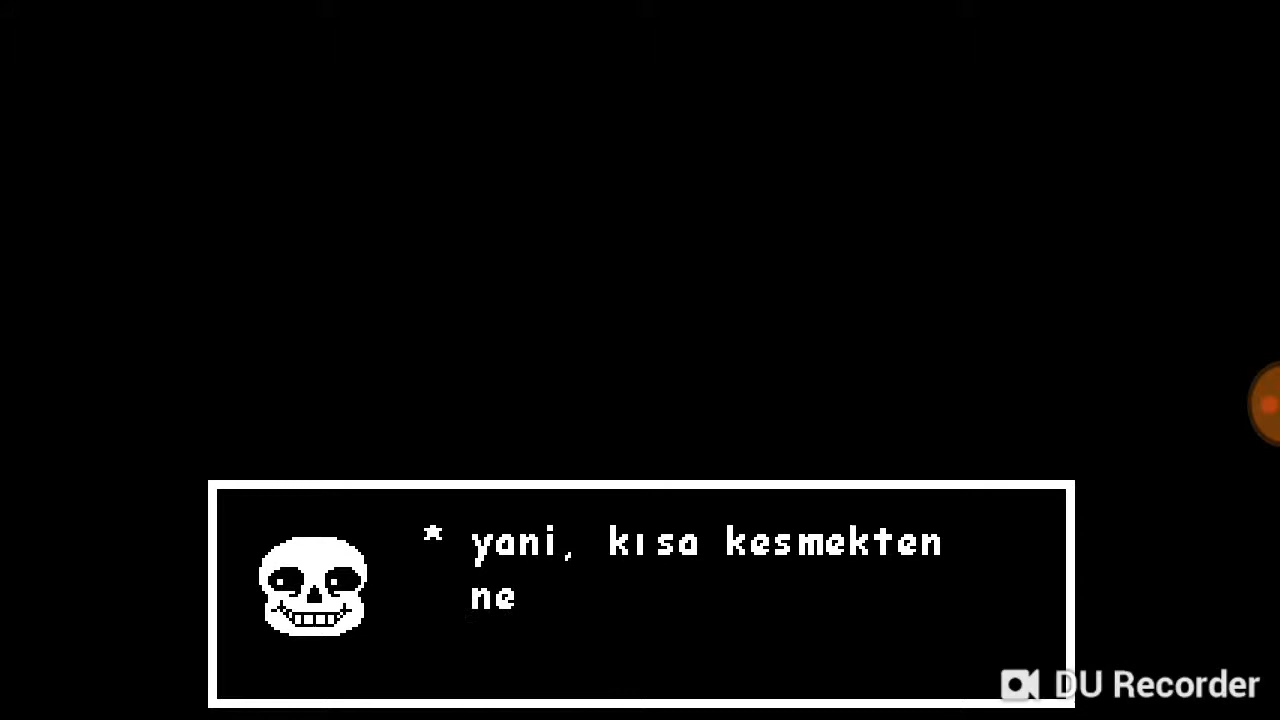 * yani, kısa kesmekten
ne
DU Recorder